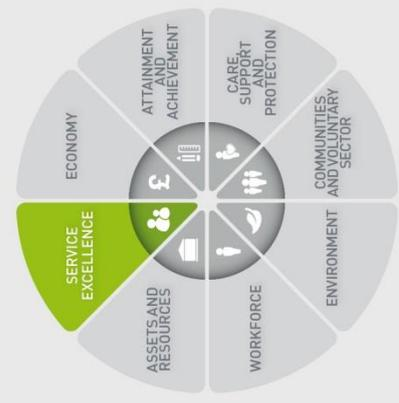 ATTAINMENT
AND
ACHIEVEMENT
CARE,
SUPPORT
AND
PROTECTION
COMMUNITIES
AND VOLUNTARY
SECTOR
ENVIRONMENT
WORKFORCE
ASSETS AND
RESOURCES
SERVICE
EXCELLENCE
ECONOMY
£